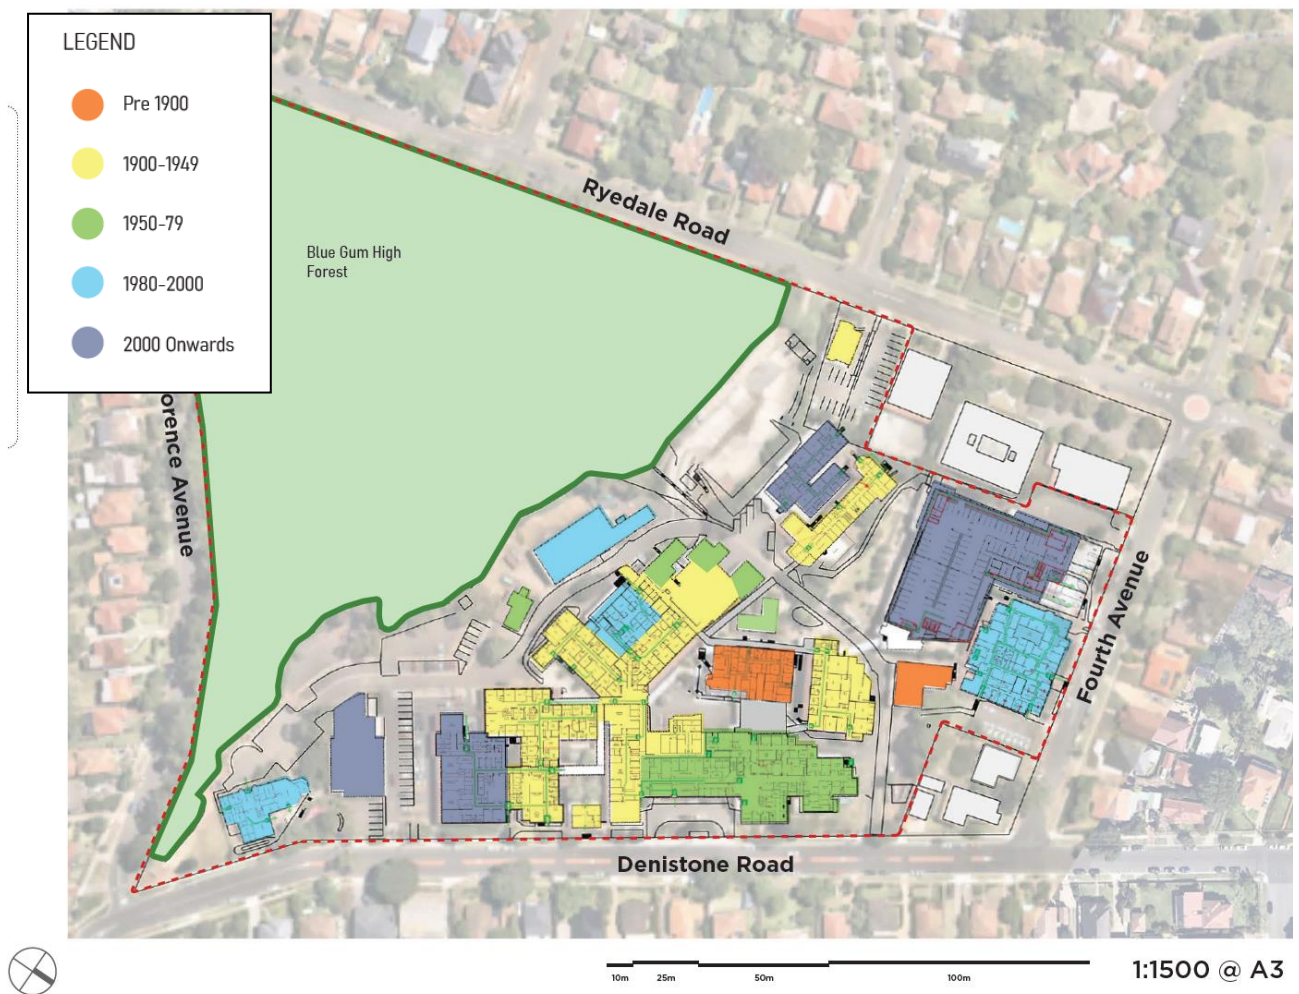 LEGEND
Pre 1900
1900-1949
1950-79
1980-2000
2000 Onwards
Blue Gum High
Forest
Ryedale Road
orence Avenue
Fourth Avenue
Denistone Road
10m 25m 50m 100m
1:1500 @ A3